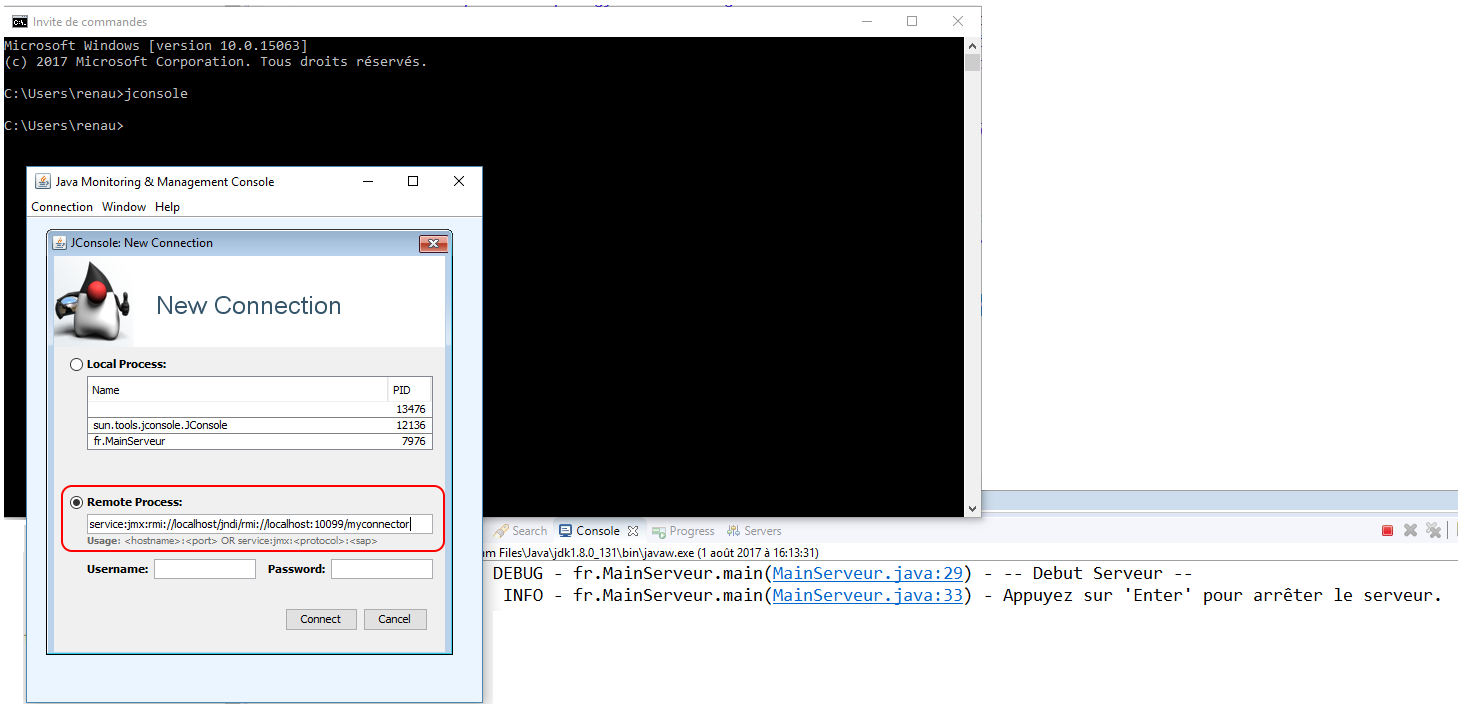 Invite de commandes
Microsoft Windows [version 10.0.15063]
(c) 2017 Microsoft Corporation. Tous droits réservés.
C:\Users\renau>jconsole
C:\Users\renau>
Java Monitoring & Management Console
Connection Window Help
JConsole: New Connection
New Connection
Local Process:
Name PID
13476
sun.tools.jconsole.JConsole 12136
fr.MainServeur 7976
Remote Process:
service:jmx:rmi://localhost/jndi/rmi://localhost:10099/myconnector
Usage: <hostname>:<port> OR service:jmx:<protocol>:<sap>
Username: Password:
Connect Cancel
Search Console Progress Servers
am Files\Java\jdk1.8.0_131\bin\javaw.exe (1 août 2017 à 16:13:31)
DEBUG - fr.MainServeur.main(MainServeur.java:29) - -- Debut Serveur --
INFO - fr.MainServeur.main(MainServeur.java:33) - Appuyez sur 'Enter' pour arrêter le serveur.